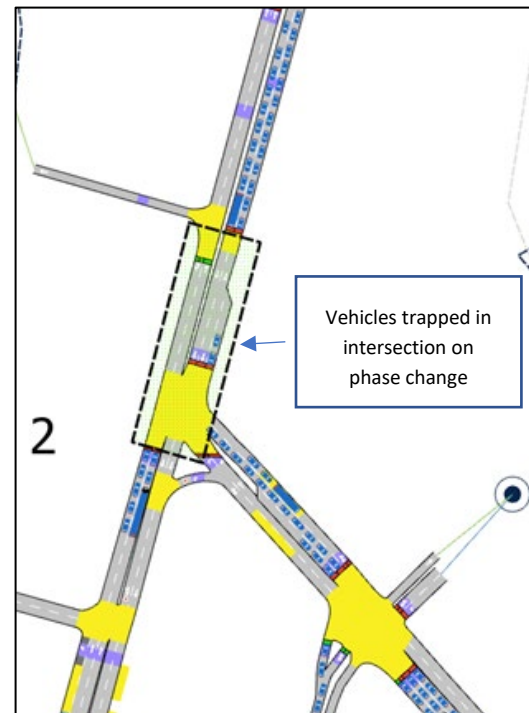 Vehicles trapped in
intersection on
phase change
2